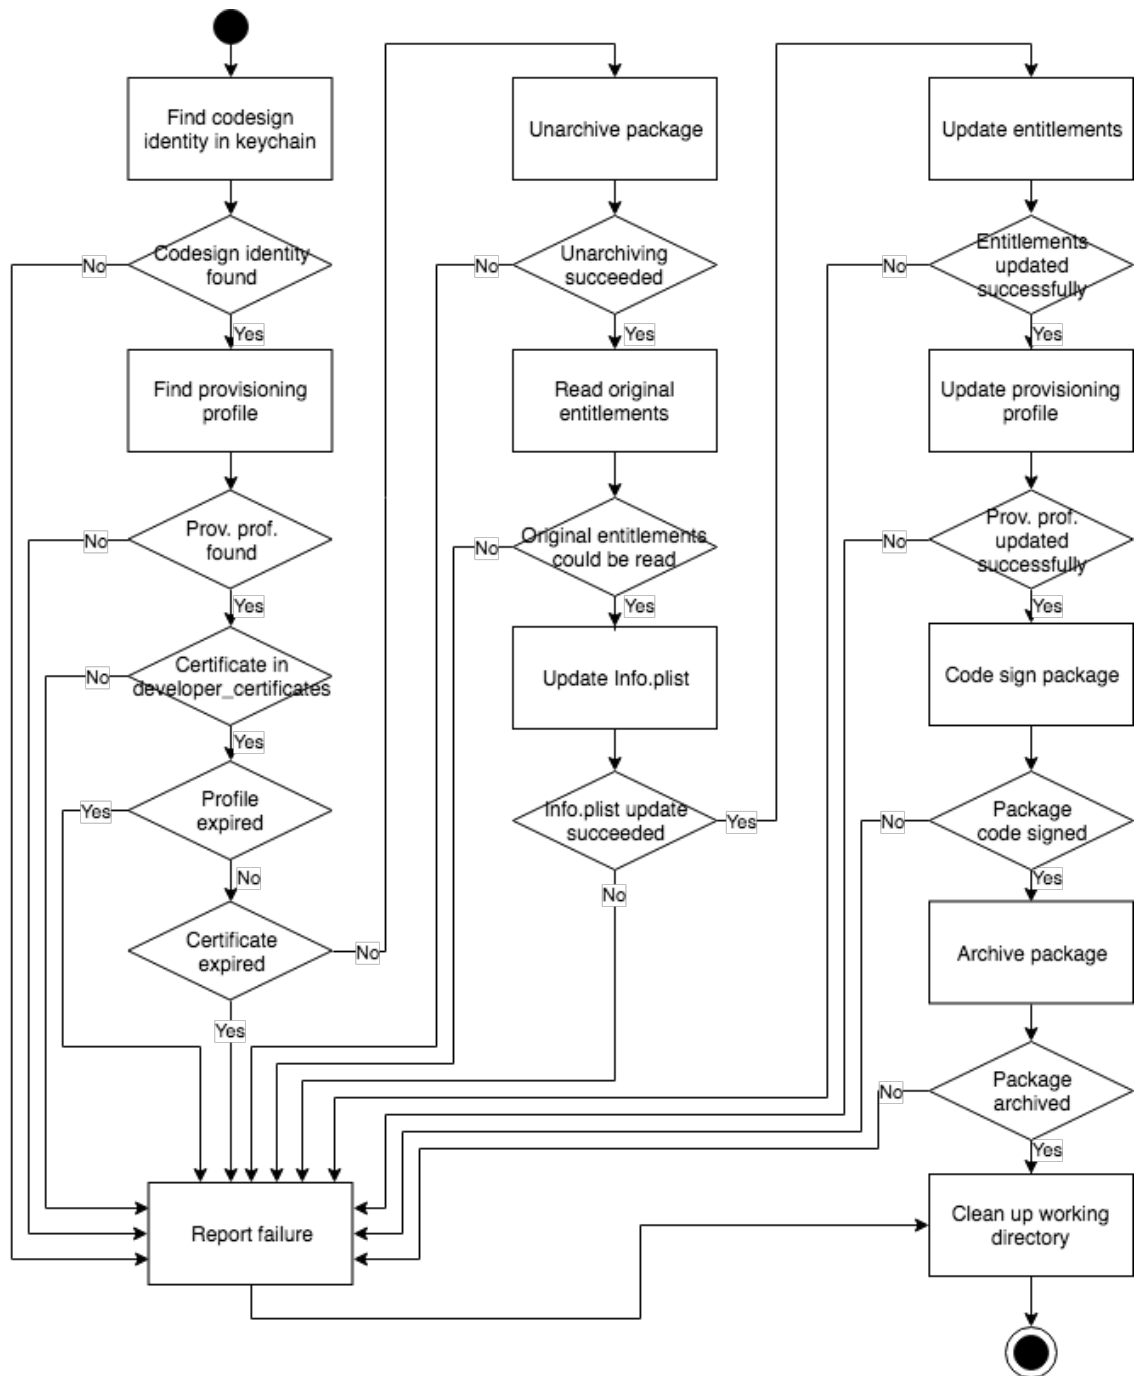 Find codesign
identity in keychain
Codesign identity
found
No
Yes
Find provisioning
profile
Prov. prof.
found
No
Yes
Certificate in
developer_certificates
No
Yes
Profile
expired
Yes
No
Certificate
expired
No
Yes
Report failure
Unarchive package
Unarchiving
succeeded
No
Yes
Read original
entitlements
Original entitlements
could be read
No
Yes
Update Info.plist
Info.plist update
succeeded
Yes
No
Update entitlements
Entitlements
updated
successfully
No
Yes
Update provisioning
profile
Prov. prof.
updated
successfully
No
Yes
Code sign package
Package
code signed
No
Yes
Archive package
Package
archived
No
Yes
Clean up working
directory